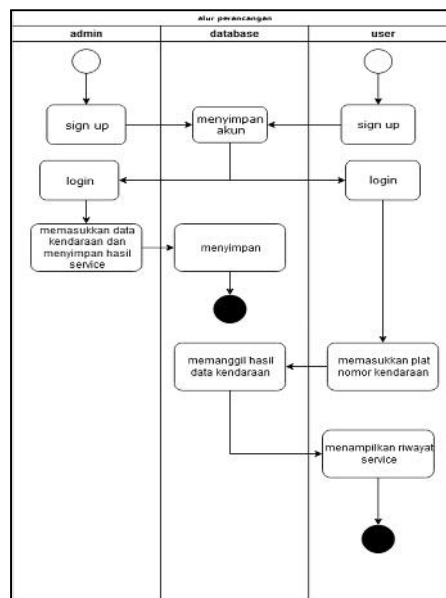 alur perancangan
admin
database
user
sign up
menyimpan
akun
sign up
login
login
memasukkan data
kendaraan dan
menyimpan hasil
service
menyimpan
memanggil hasil
data kendaraan
memasukkan plat
nomor kendaraan
menampilkan riwayat
service